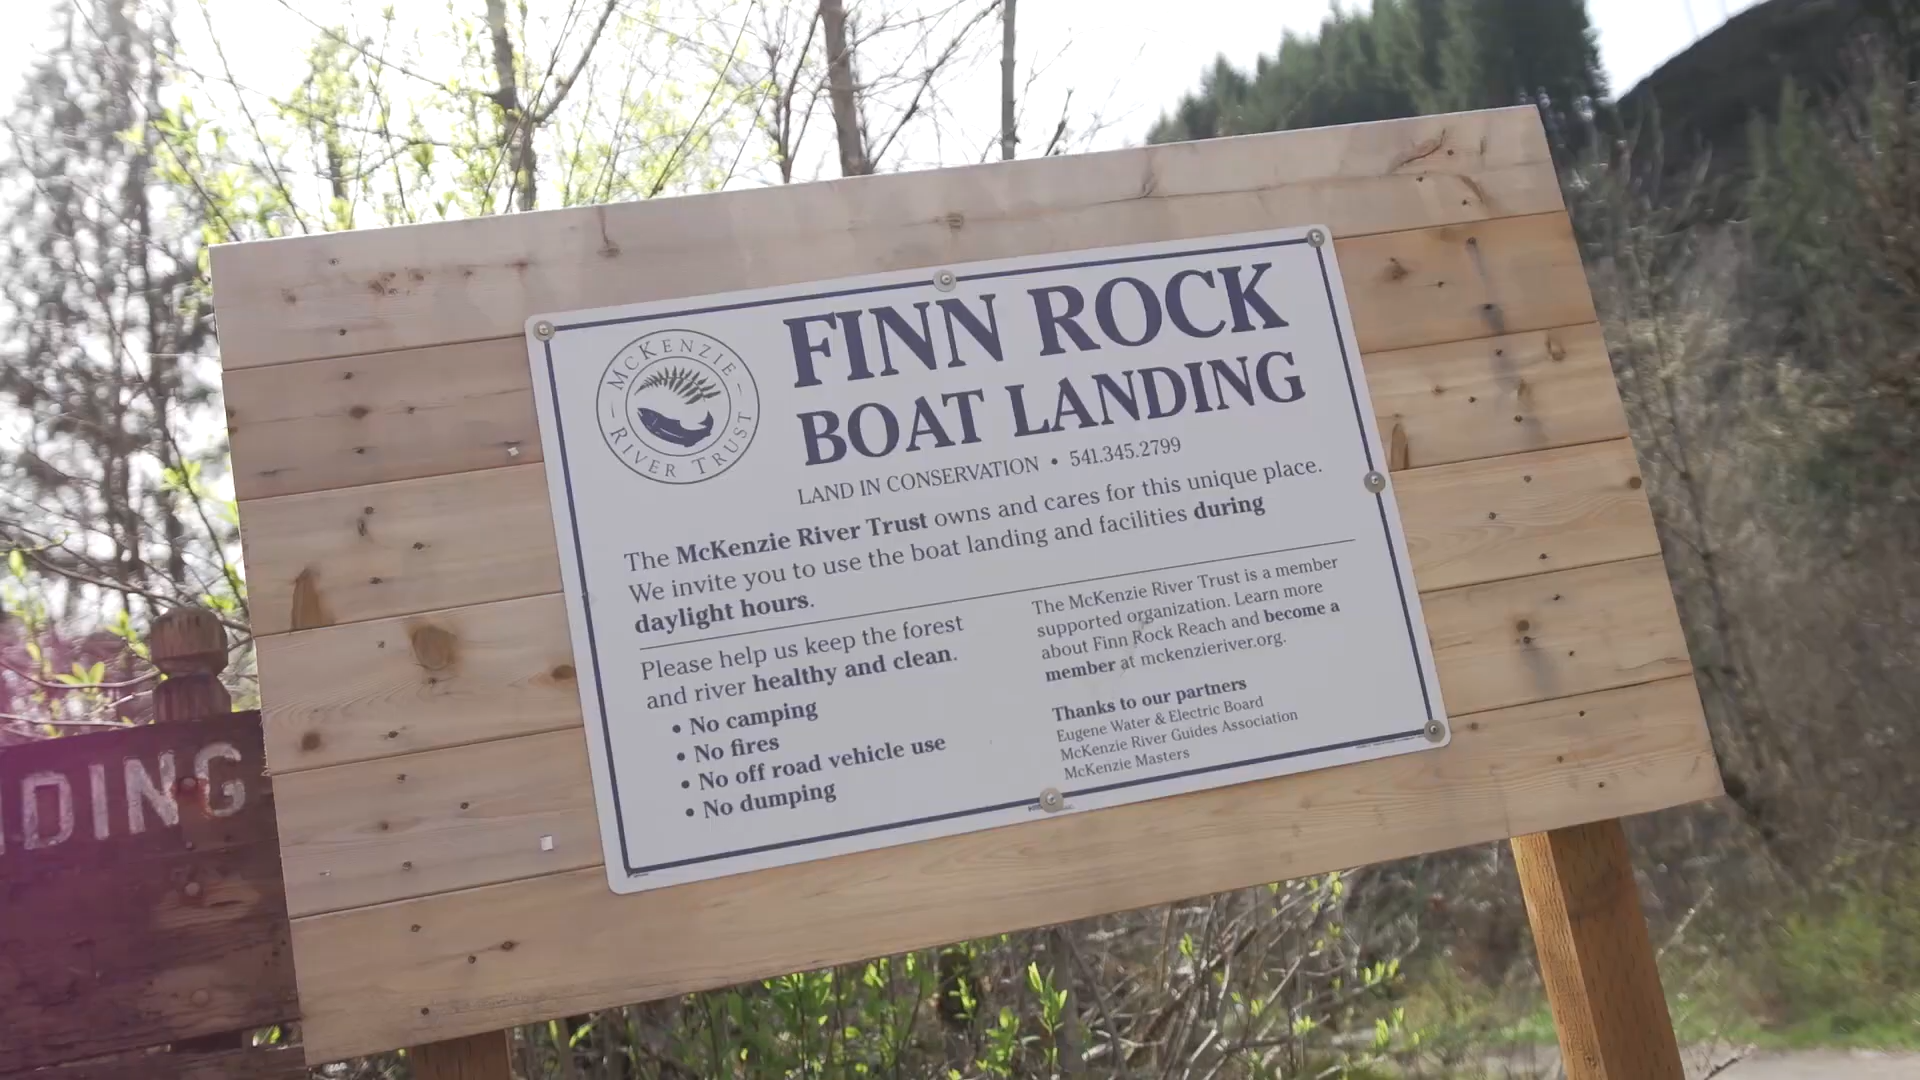 McKENZIE
RIVER TRUST
FINN ROCK
BOAT LANDING
LAND IN CONSERVATION • 541.345.2799
The McKenzie River Trust owns and cares for this unique place.
We invite you to use the boat landing and facilities during
daylight hours.
Please help us keep the forest
and river healthy and clean.
• No camping
• No fires
• No off road vehicle use
• No dumping
The McKenzie River Trust is a member
supported organization. Learn more
about Finn Rock Reach and become a
member at mckenzieriver.org.
Thanks to our partners
Eugene Water & Electric Board
McKenzie River Guides Association
McKenzie Masters
DING